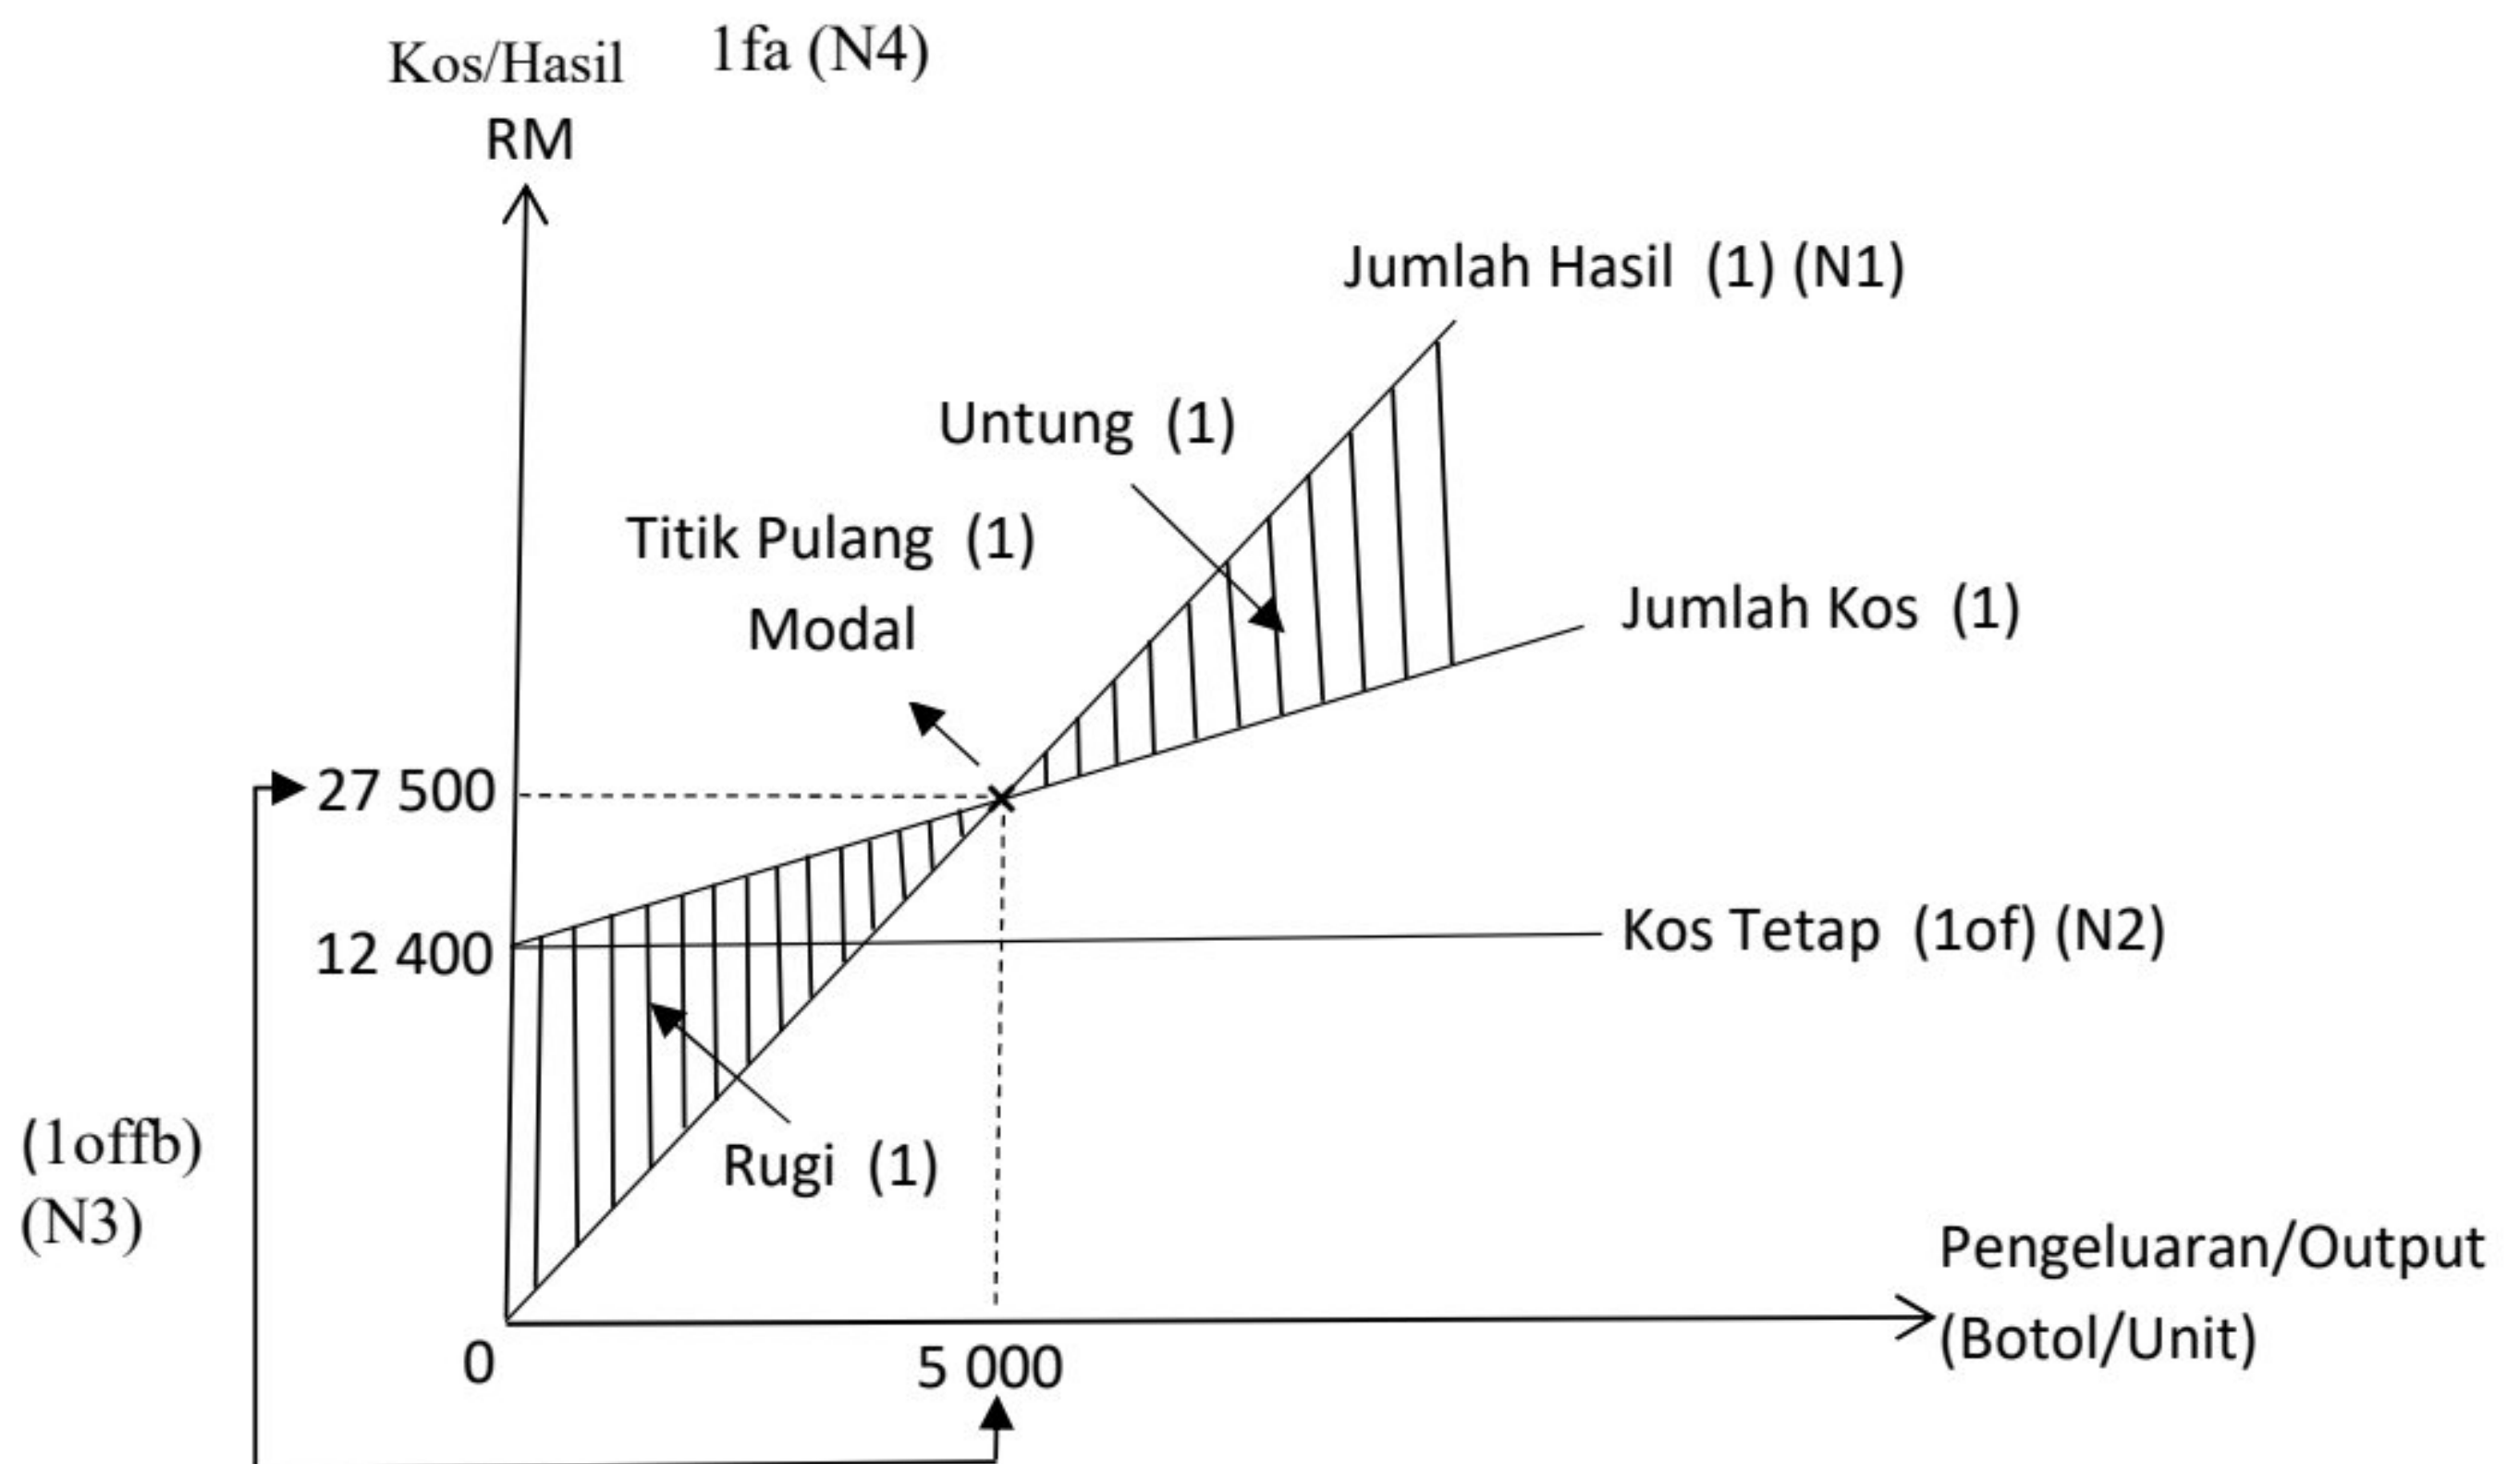 Kos/Hasil 1fa (N4)
RM
Jumlah Hasil (1) (N1)
Untung (1)
Titik Pulang (1)
Modal
Jumlah Kos (1)
27 500
12 400
Kos Tetap (1of) (N2)
(1offb)
(N3)
Rugi (1)
Pengeluaran/Output
(Botol/Unit)
0
5 000